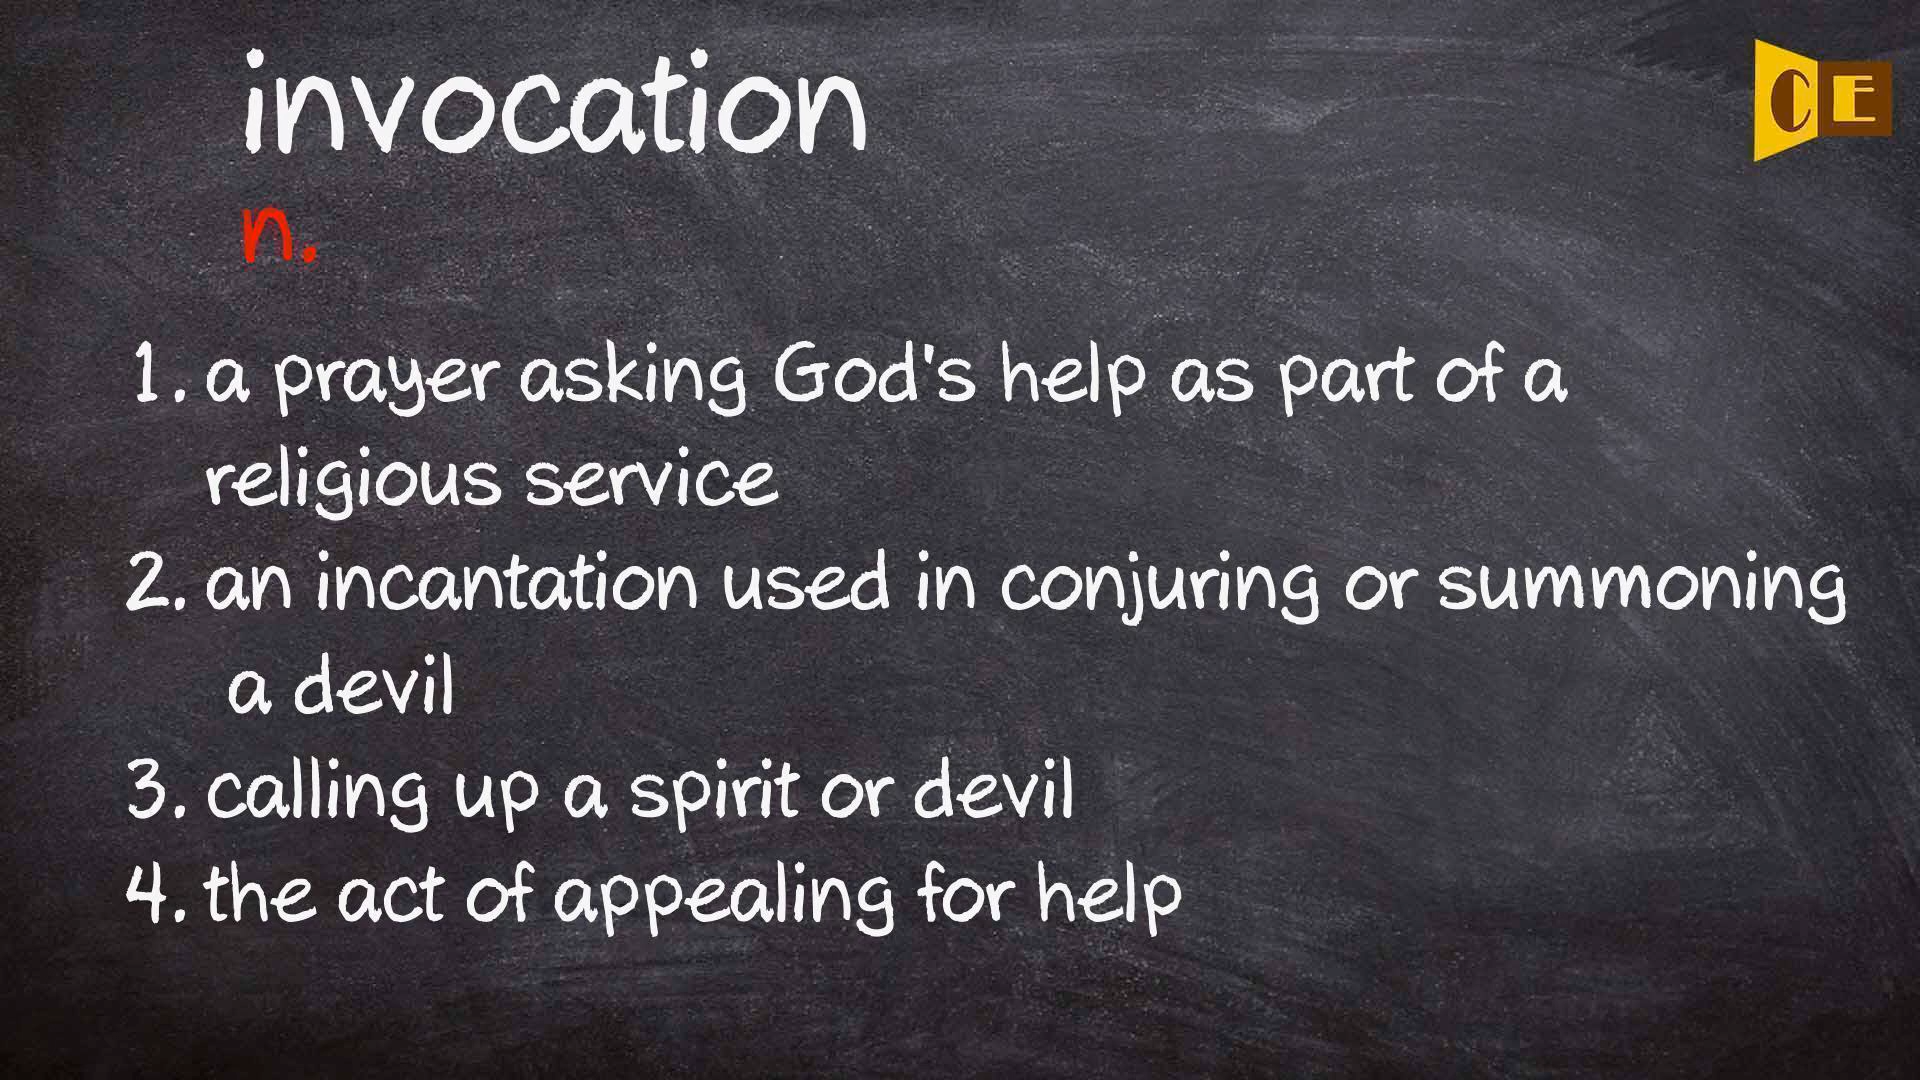 invocation
CE
n.
1. a prayer asking God's help as part of a
religious service
2. an incantation used in conjuring or summoning
a devil
3. calling up a spirit or devil
4. the act of appealing for help